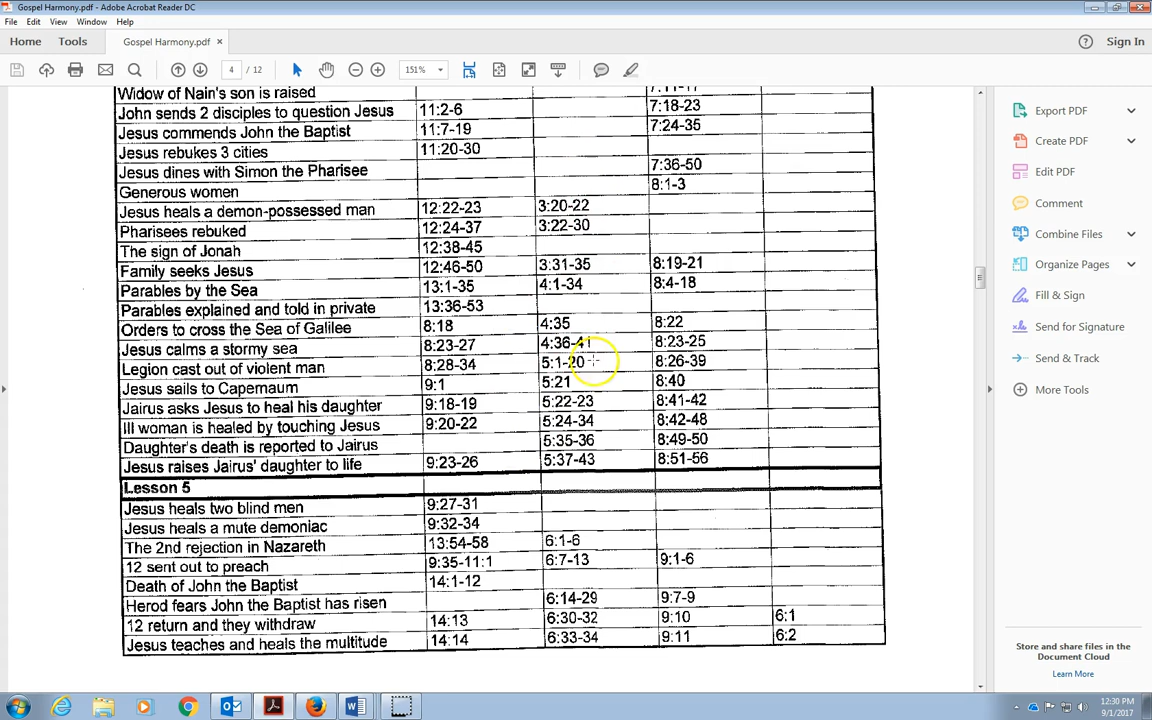 Gospel Harmony.pdf - Adobe Acrobat Reader DC
File Edit View Window Help
Home Tools Gospel Harmony.pdf × Sign In
4 / 12 151%
Widow of Nain's son is raised 7:11-17
John sends 2 disciples to question Jesus 11:2-6 7:18-23
Jesus commends John the Baptist 11:7-19 7:24-35
Jesus rebukes 3 cities 11:20-30
Jesus dines with Simon the Pharisee 7:36-50
Generous women 8:1-3
Jesus heals a demon-possessed man 12:22-23 3:20-22
Pharisees rebuked 12:24-37 3:22-30
The sign of Jonah 12:38-45
Family seeks Jesus 12:46-50 3:31-35 8:19-21
Parables by the Sea 13:1-35 4:1-34 8:4-18
Parables explained and told in private 13:36-53
Orders to cross the Sea of Galilee 8:18 4:35 8:22
Jesus calms a stormy sea 8:23-27 4:36-41 8:23-25
Legion cast out of violent man 8:28-34 5:1-20 8:26-39
Jesus sails to Capernaum 9:1 5:21 8:40
Jairus asks Jesus to heal his daughter 9:18-19 5:22-23 8:41-42
Ill woman is healed by touching Jesus 9:20-22 5:24-34 8:42-48
Daughter's death is reported to Jairus 5:35-36 8:49-50
Jesus raises Jairus' daughter to life 9:23-26 5:37-43 8:51-56
Lesson 5
Jesus heals two blind men 9:27-31
Jesus heals a mute demoniac 9:32-34
The 2nd rejection in Nazareth 13:54-58 6:1-6
12 sent out to preach 9:35-11:1 6:7-13 9:1-6
Death of John the Baptist 14:1-12
Herod fears John the Baptist has risen 6:14-29 9:7-9
12 return and they withdraw 14:13 6:30-32 9:10 6:1
Jesus teaches and heals the multitude 14:14 6:33-34 9:11 6:2
Export PDF
Create PDF
Edit PDF
Comment
Combine Files
Organize Pages
Fill & Sign
Send for Signature
Send & Track
More Tools
Store and share files in the
Document Cloud
Learn More
12:30 PM
9/1/2017